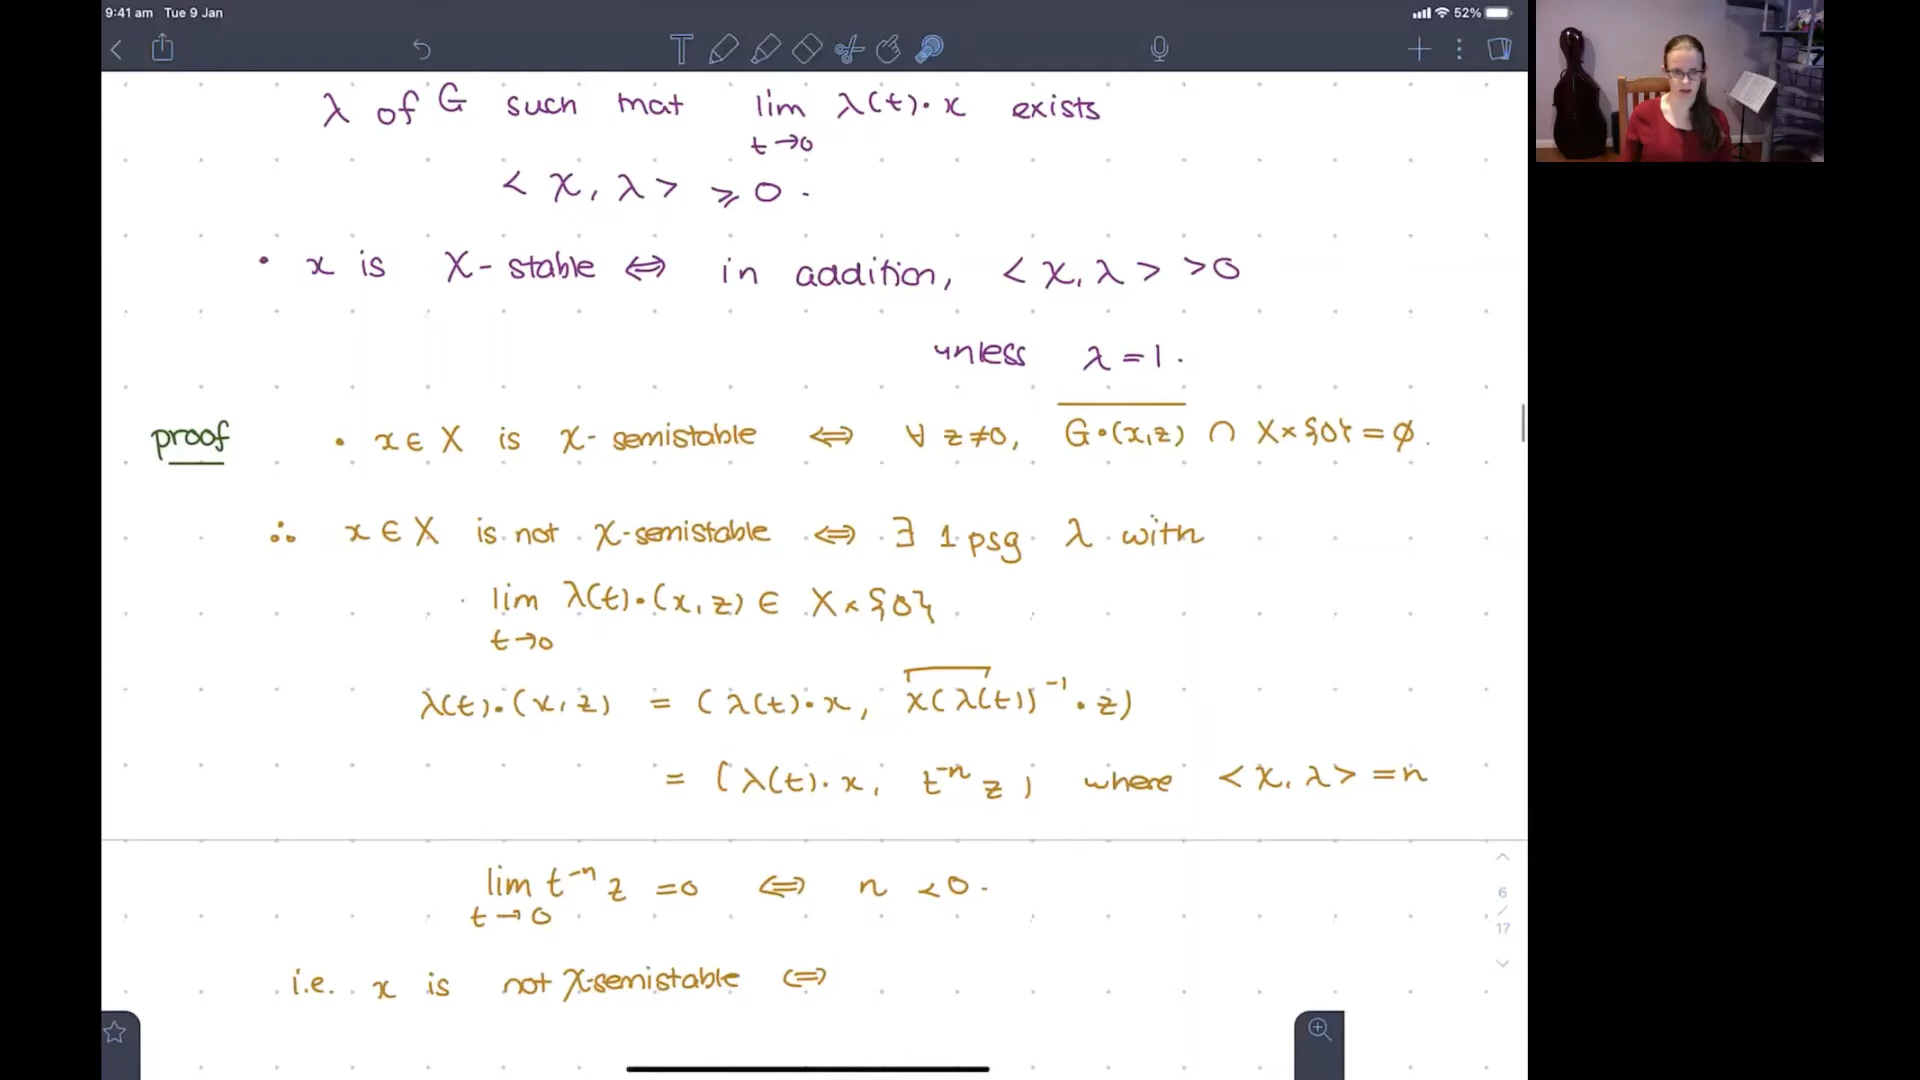 9:41 am Tue 9 Jan
52%
λ of G such that lim λ(t)·x exists
t→0
< χ, λ > ⩾ 0 .
• x is χ-stable ⇔ in addition, < χ, λ > >0
unless λ = 1 .
proof • x ∈ X is χ-semistable ⇔ ∀ z≠0, \overline{G·(x,z)} ∩ X×{0} = ∅ .
∴ x ∈ X is not χ-semistable ⇔ ∃ 1psg λ with
lim λ(t)·(x,z) ∈ X×{0}
t→0
λ(t)·(x,z) = (λ(t)·x, χ(λ(t))⁻¹·z)
= (λ(t)·x, t⁻ⁿ z) where < χ, λ > = n
lim t⁻ⁿ z = 0 ⇔ n < 0 .
t→0
6
/
17
i.e. x is not χ-semistable ⇔